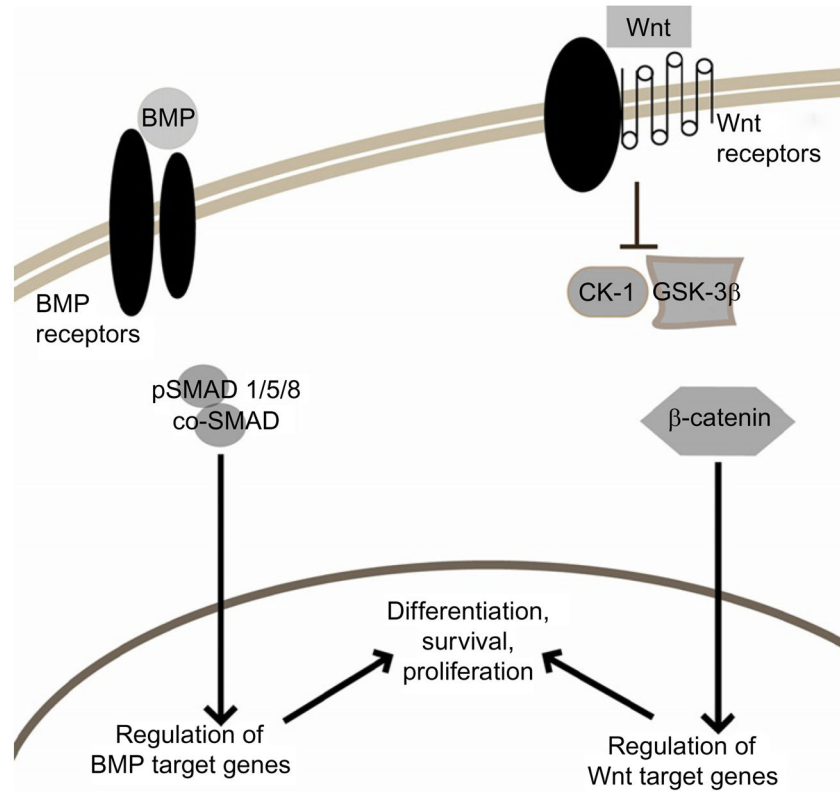 Wnt
BMP
Wnt
receptors
CK-1
GSK-3β
BMP
receptors
pSMAD 1/5/8
co-SMAD
β-catenin
Differentiation,
survival,
proliferation
Regulation of
BMP target genes
Regulation of
Wnt target genes